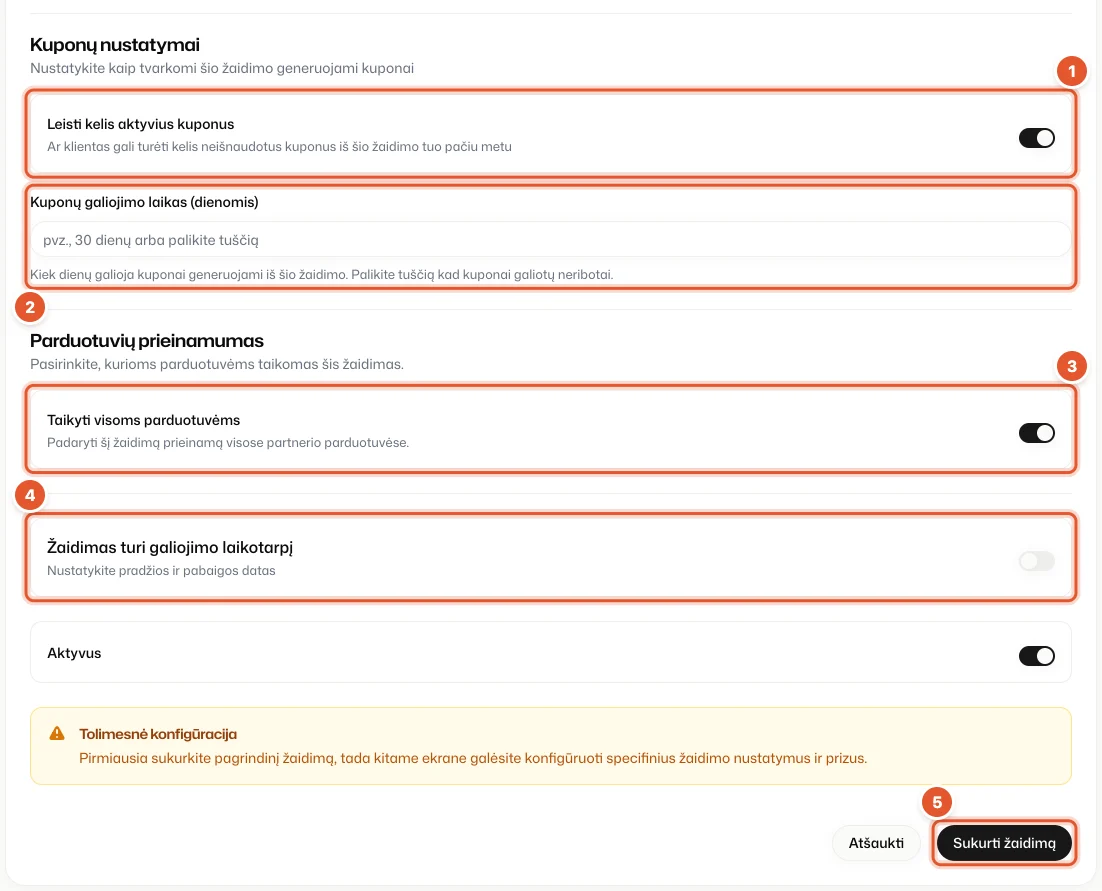 Kuponų nustatymai
Nustatykite kaip tvarkomi šio žaidimo generuojami kuponai
1
Leisti kelis aktyvius kuponus
Ar klientas gali turėti kelis neišnaudotus kuponus iš šio žaidimo tuo pačiu metu
Kuponų galiojimo laikas (dienomis)
pvz., 30 dienų arba palikite tuščią
Kiek dienų galioja kuponai generuojami iš šio žaidimo. Palikite tuščią kad kuponai galiotų neribotai.
2
Parduotuvių prieinamumas
Pasirinkite, kurioms parduotuvėms taikomas šis žaidimas.
3
Taikyti visoms parduotuvėms
Padaryti šį žaidimą prieinamą visose partnerio parduotuvėse.
4
Žaidimas turi galiojimo laikotarpį
Nustatykite pradžios ir pabaigos datas
Aktyvus
Tolimesnė konfigūracija
Pirmiausia sukurkite pagrindinį žaidimą, tada kitame ekrane galėsite konfigūruoti specifinius žaidimo nustatymus ir prizus.
5
Atšaukti
Sukurti žaidimą